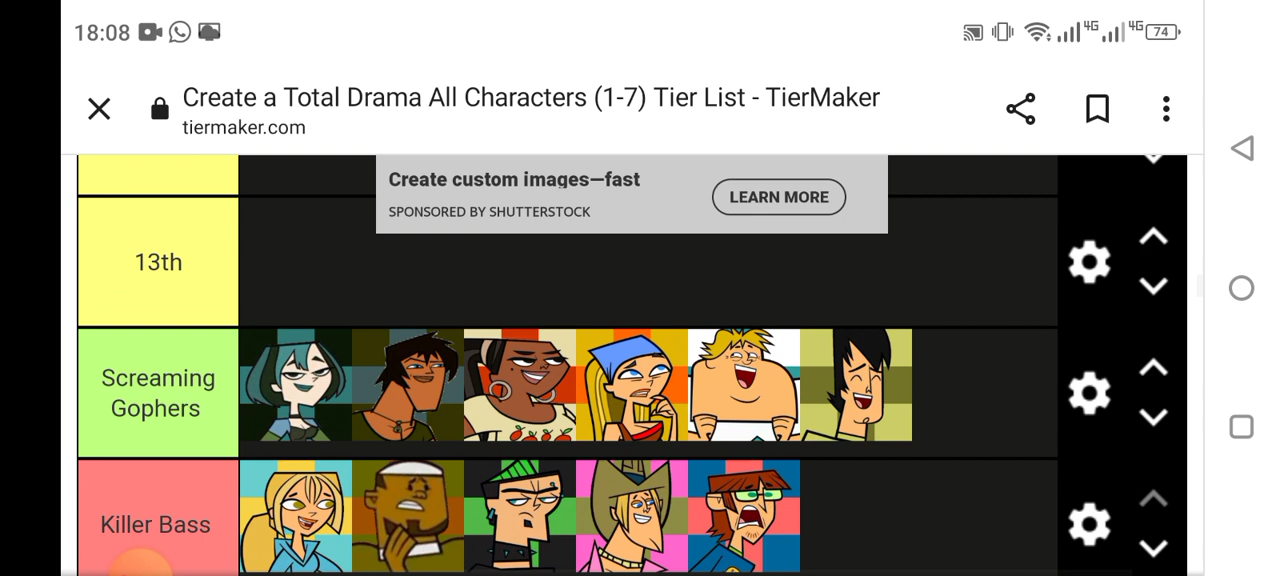 18:08
4G
4G
74
Create a Total Drama All Characters (1-7) Tier List - TierMaker
tiermaker.com
Create custom images—fast
SPONSORED BY SHUTTERSTOCK
LEARN MORE
13th
Screaming
Gophers
Killer Bass